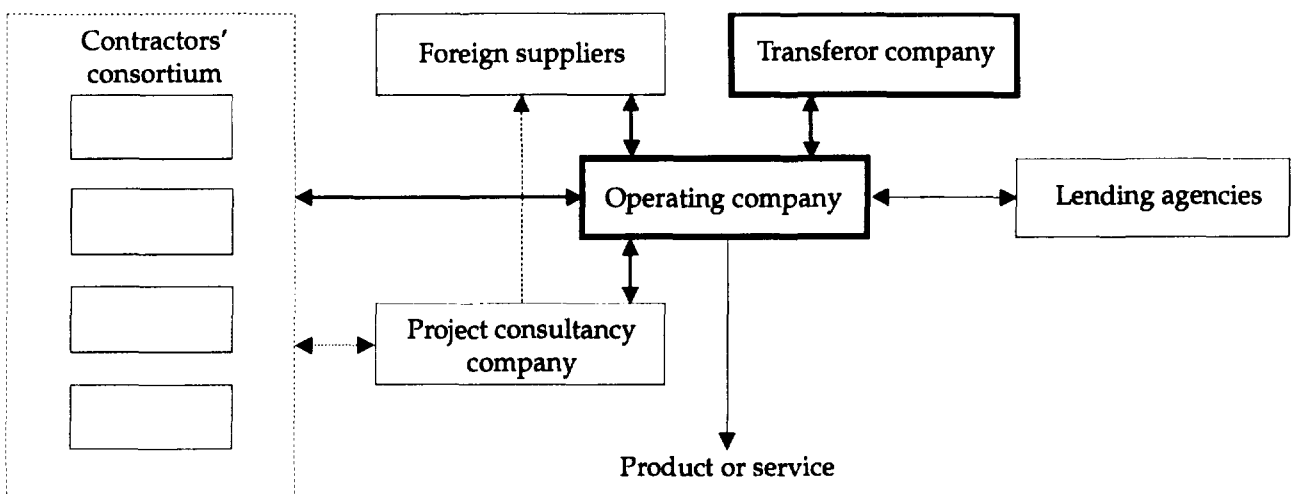 Contractors'
consortium
Foreign suppliers
Transferor company
Operating company
Lending agencies
Project consultancy
company
Product or service